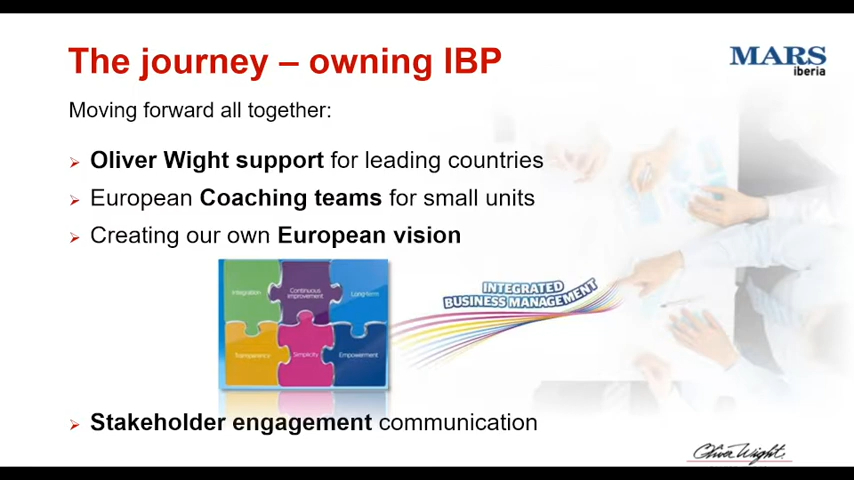 The journey – owning IBP
MARS
iberia
Moving forward all together:
Oliver Wight support for leading countries
European Coaching teams for small units
Creating our own European vision
Integration
Continuous
improvement
Long-term
Transparence
Simplicity
Empowerment
INTEGRATED
BUSINESS MANAGEMENT
Stakeholder engagement communication
Oliver Wight